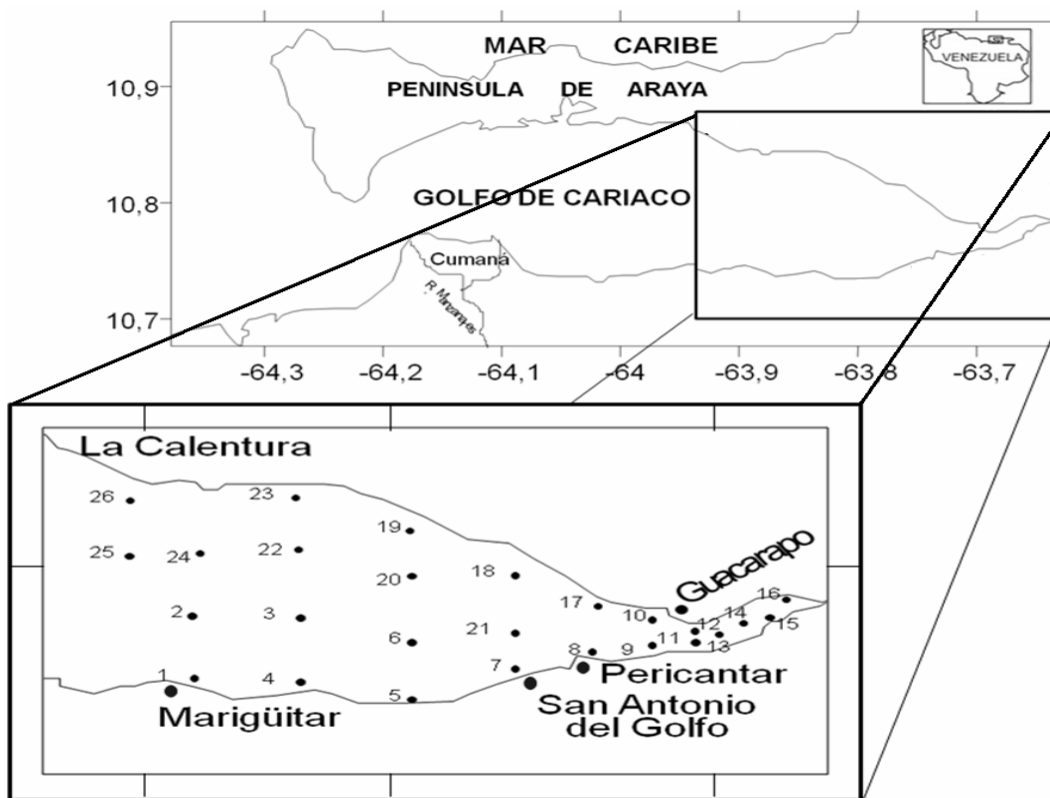 MAR CARIBE
VENEZUELA
PENINSULA DE ARAYA
10,9
10,8
GOLFO DE CARIACO
Cumaná
R. Manzanares
10,7
-64,3 -64,2 -64,1 -64 -63,9 -63,8 -63,7
La Calentura
26 23
19
25 24 22
20 18
Guacarapo
17 16
2 3 10 14
6 21 11 12 15
8 9 13
1 4 7
Pericantar
5
Marigüitar
San Antonio
del Golfo